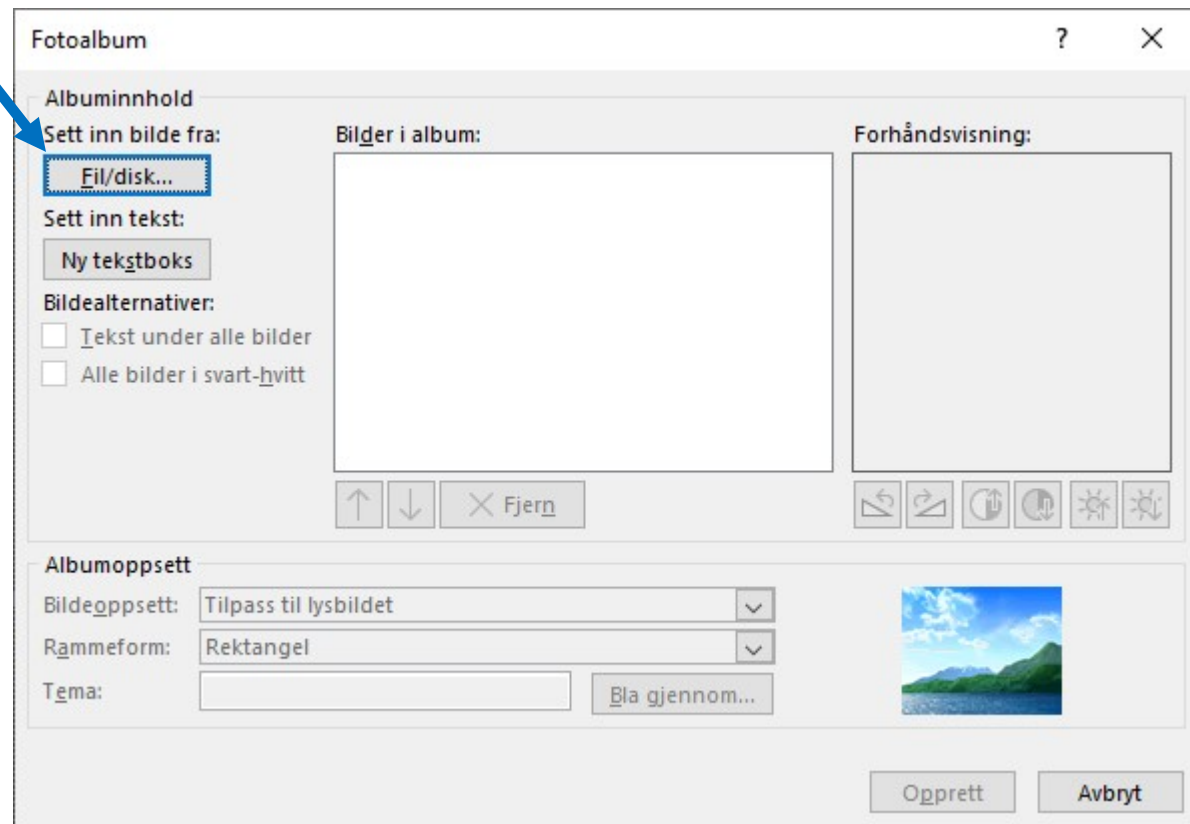 Fotoalbum
?
Albuminnhold
Sett inn bilde fra:
Fil/disk...
Sett inn tekst:
Ny tekstboks
Bildealternativer:
Tekst under alle bilder
Alle bilder i svart-hvitt
Bilder i album:
Fjern
Forhåndsvisning:
Albumoppsett
Bildeoppsett: Tilpass til lysbildet
Rammeform: Rektangel
Tema: Bla gjennom...
Opprett Avbryt